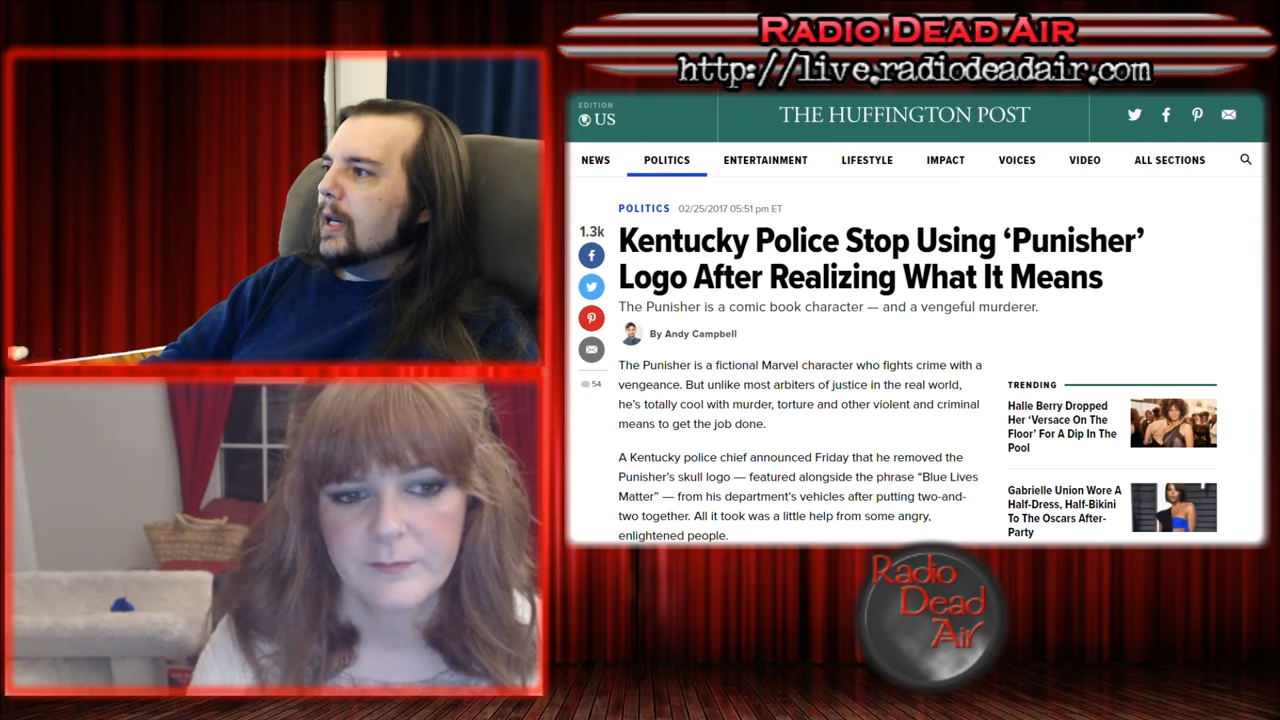 RADIO DEAD AIR
http://live.radiodeadair.com
EDITION
US
THE HUFFINGTON POST
NEWS POLITICS ENTERTAINMENT LIFESTYLE IMPACT VOICES VIDEO ALL SECTIONS
POLITICS 02/25/2017 05:51 pm ET
1.3k
Kentucky Police Stop Using ‘Punisher’
Logo After Realizing What It Means
The Punisher is a comic book character — and a vengeful murderer.
By Andy Campbell
The Punisher is a fictional Marvel character who fights crime with a
vengeance. But unlike most arbiters of justice in the real world,
he’s totally cool with murder, torture and other violent and criminal
means to get the job done.
54
A Kentucky police chief announced Friday that he removed the
Punisher’s skull logo — featured alongside the phrase “Blue Lives
Matter” — from his department’s vehicles after putting two-and-
two together. All it took was a little help from some angry,
enlightened people.
TRENDING
Halle Berry Dropped
Her ‘Versace On The
Floor’ For A Dip In The
Pool
Gabrielle Union Wore A
Half-Dress, Half-Bikini
To The Oscars After-
Party
Radio
Dead
Air